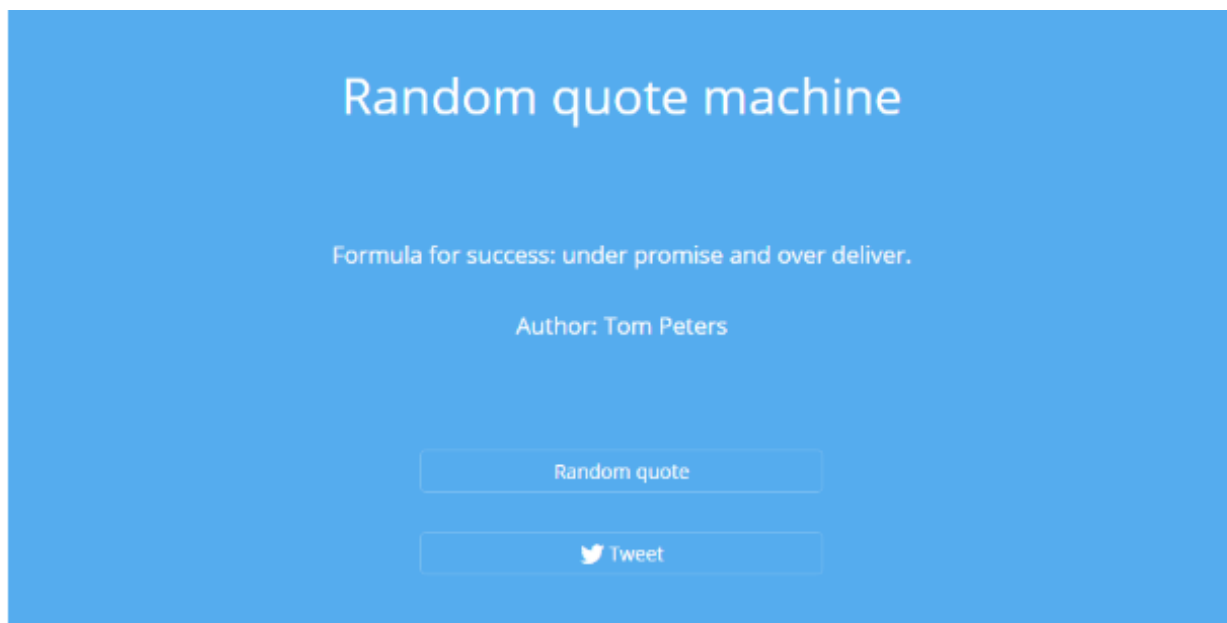 Random quote machine
Formula for success: under promise and over deliver.
Author: Tom Peters
Random quote
Tweet